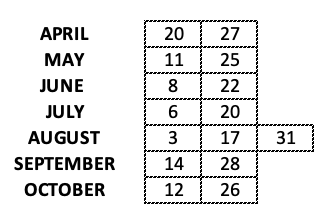 APRIL 20 27
MAY 11 25
JUNE 8 22
JULY 6 20
AUGUST 3 17 31
SEPTEMBER 14 28
OCTOBER 12 26